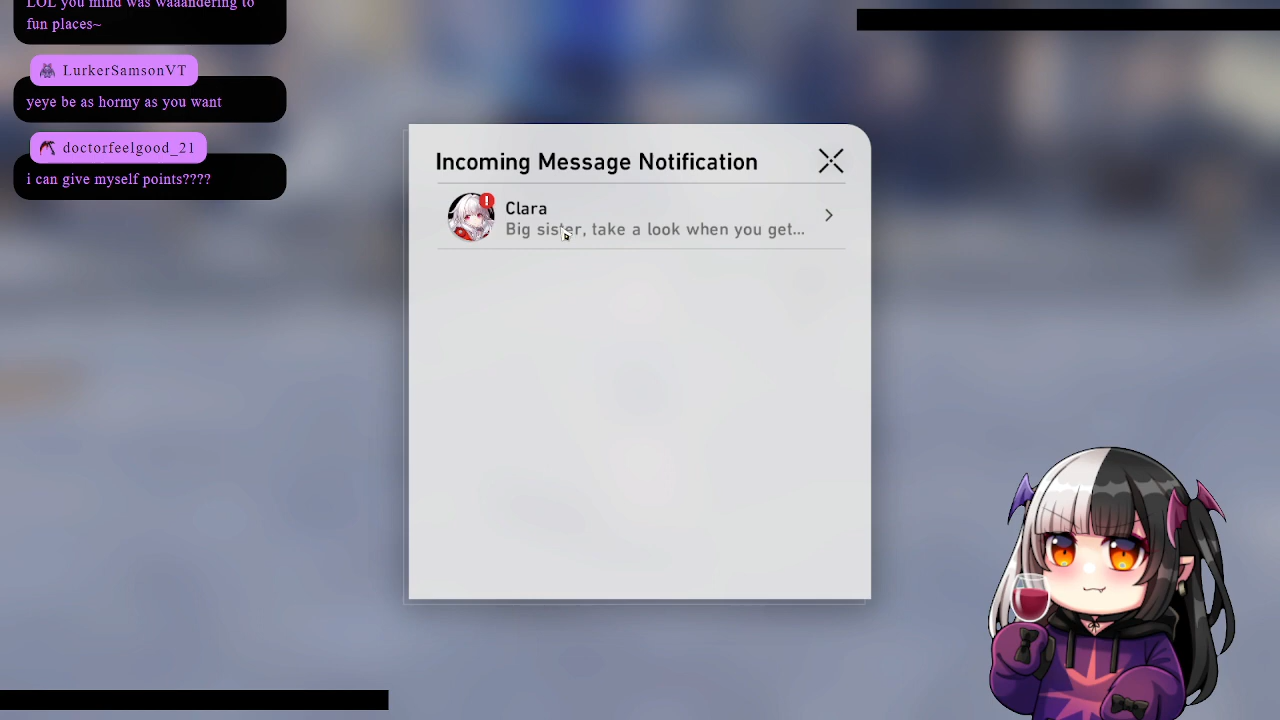 LOL you mind was waaandering to
fun places~
LurkerSamsonVT
yeye be as hormy as you want
doctorfeelgood_21
i can give myself points????
Incoming Message Notification
Clara
Big sister, take a look when you get...